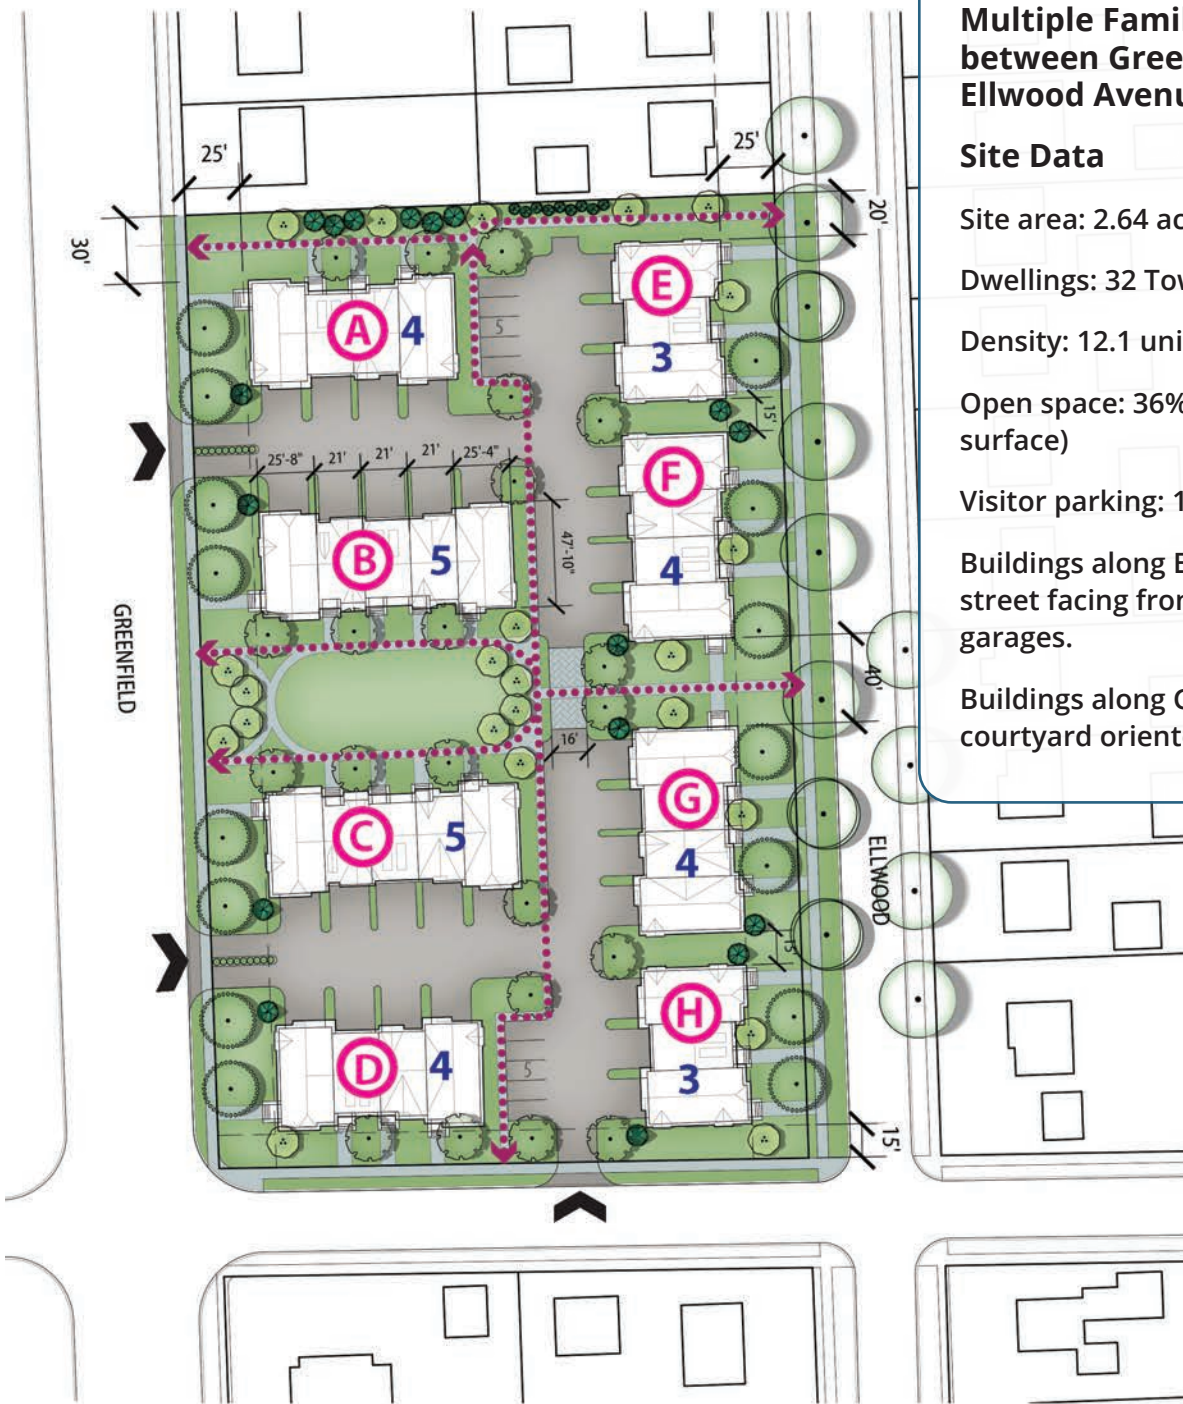 Multiple Famil
between Gree
Ellwood Avenu
Site Data
Site area: 2.64 ac
Dwellings: 32 Tow
Density: 12.1 uni
Open space: 36%
surface)
Visitor parking: 1
Buildings along E
street facing fron
garages.
Buildings along G
courtyard oriente
25'
25'
20'
30'
A 4
5
E
3
15'
25'-8" 21' 21' 21' 25'-4"
F
4
B 5
47'-10"
GREENFIELD
40'
16'
G
4
C 5
ELLWOOD
15'
H
3
D 4
5
15'